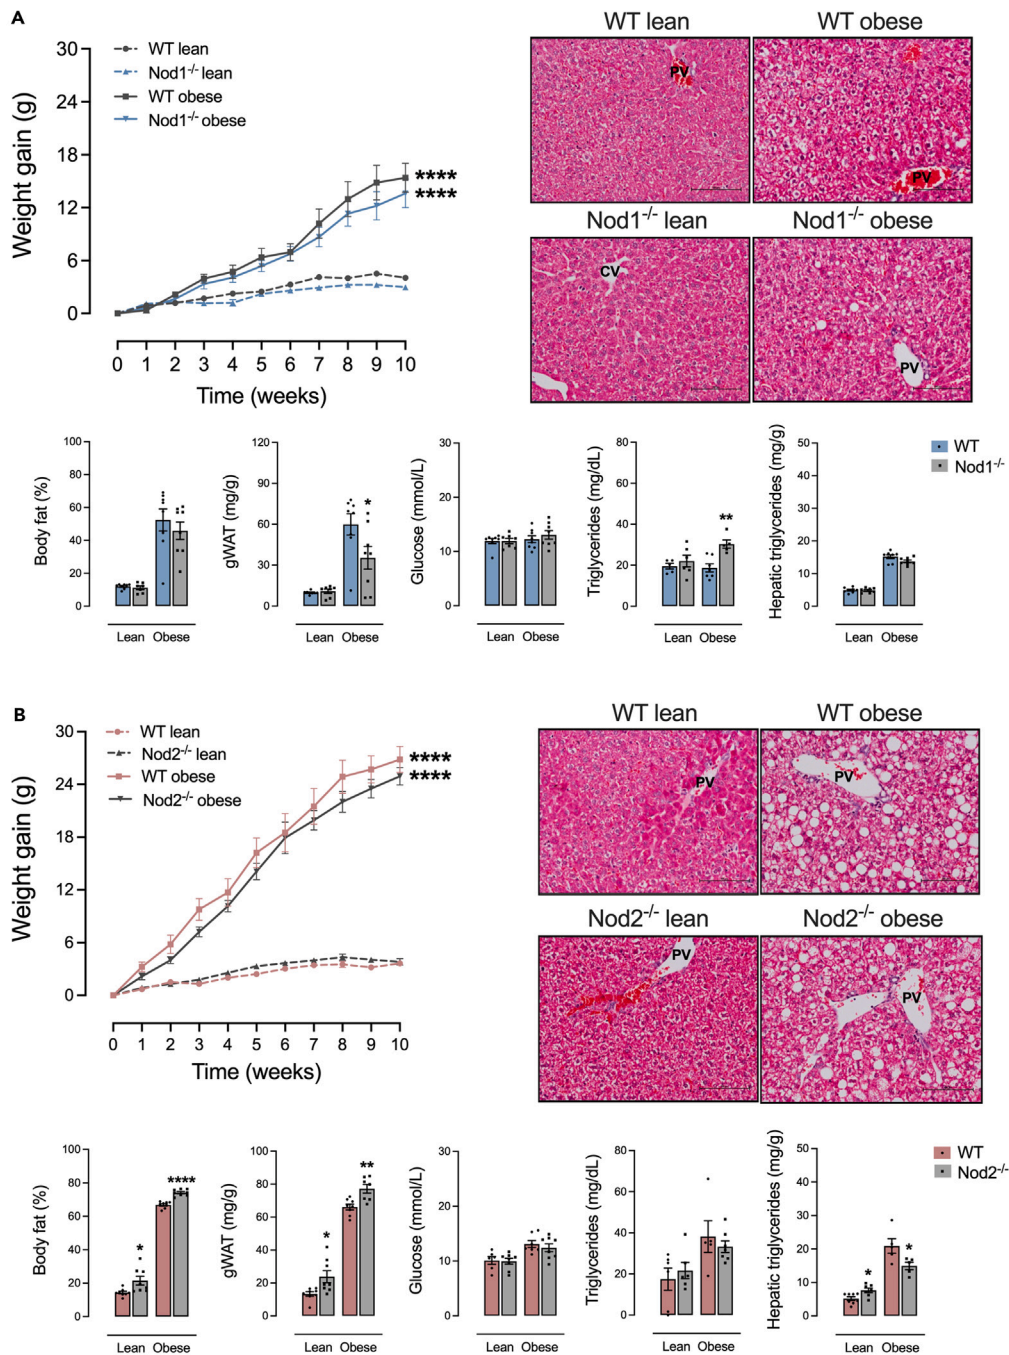 A
WT lean
Nod1-/- lean
WT obese
Nod1-/- obese
Weight gain (g)
30
24
18
12
6
0
****
****
0 1 2 3 4 5 6 7 8 9 10
Time (weeks)
WT lean
WT obese
PV
PV
Nod1-/- lean
Nod1-/- obese
CV
PV
Body fat (%)
100
80
60
40
20
0
Lean Obese
gWAT (mg/g)
120
90
60
30
0
*
Lean Obese
Glucose (mmol/L)
30
20
10
0
Lean Obese
Triglycerides (mg/dL)
80
60
40
20
0
**
Lean Obese
Hepatic triglycerides (mg/g)
50
40
30
20
10
0
Lean Obese
WT
Nod1-/-
B
WT lean
Nod2-/- lean
WT obese
Nod2-/- obese
Weight gain (g)
30
24
18
12
6
0
****
****
0 1 2 3 4 5 6 7 8 9 10
Time (weeks)
WT lean
WT obese
PV
PV
Nod2-/- lean
Nod2-/- obese
PV
PV
Body fat (%)
100
80
60
40
20
0
*
****
Lean Obese
gWAT (mg/g)
100
80
60
40
20
0
*
**
Lean Obese
Glucose (mmol/L)
30
20
10
0
Lean Obese
Triglycerides (mg/dL)
80
60
40
20
0
Lean Obese
Hepatic triglycerides (mg/g)
50
40
30
20
10
0
*
*
Lean Obese
WT
Nod2-/-